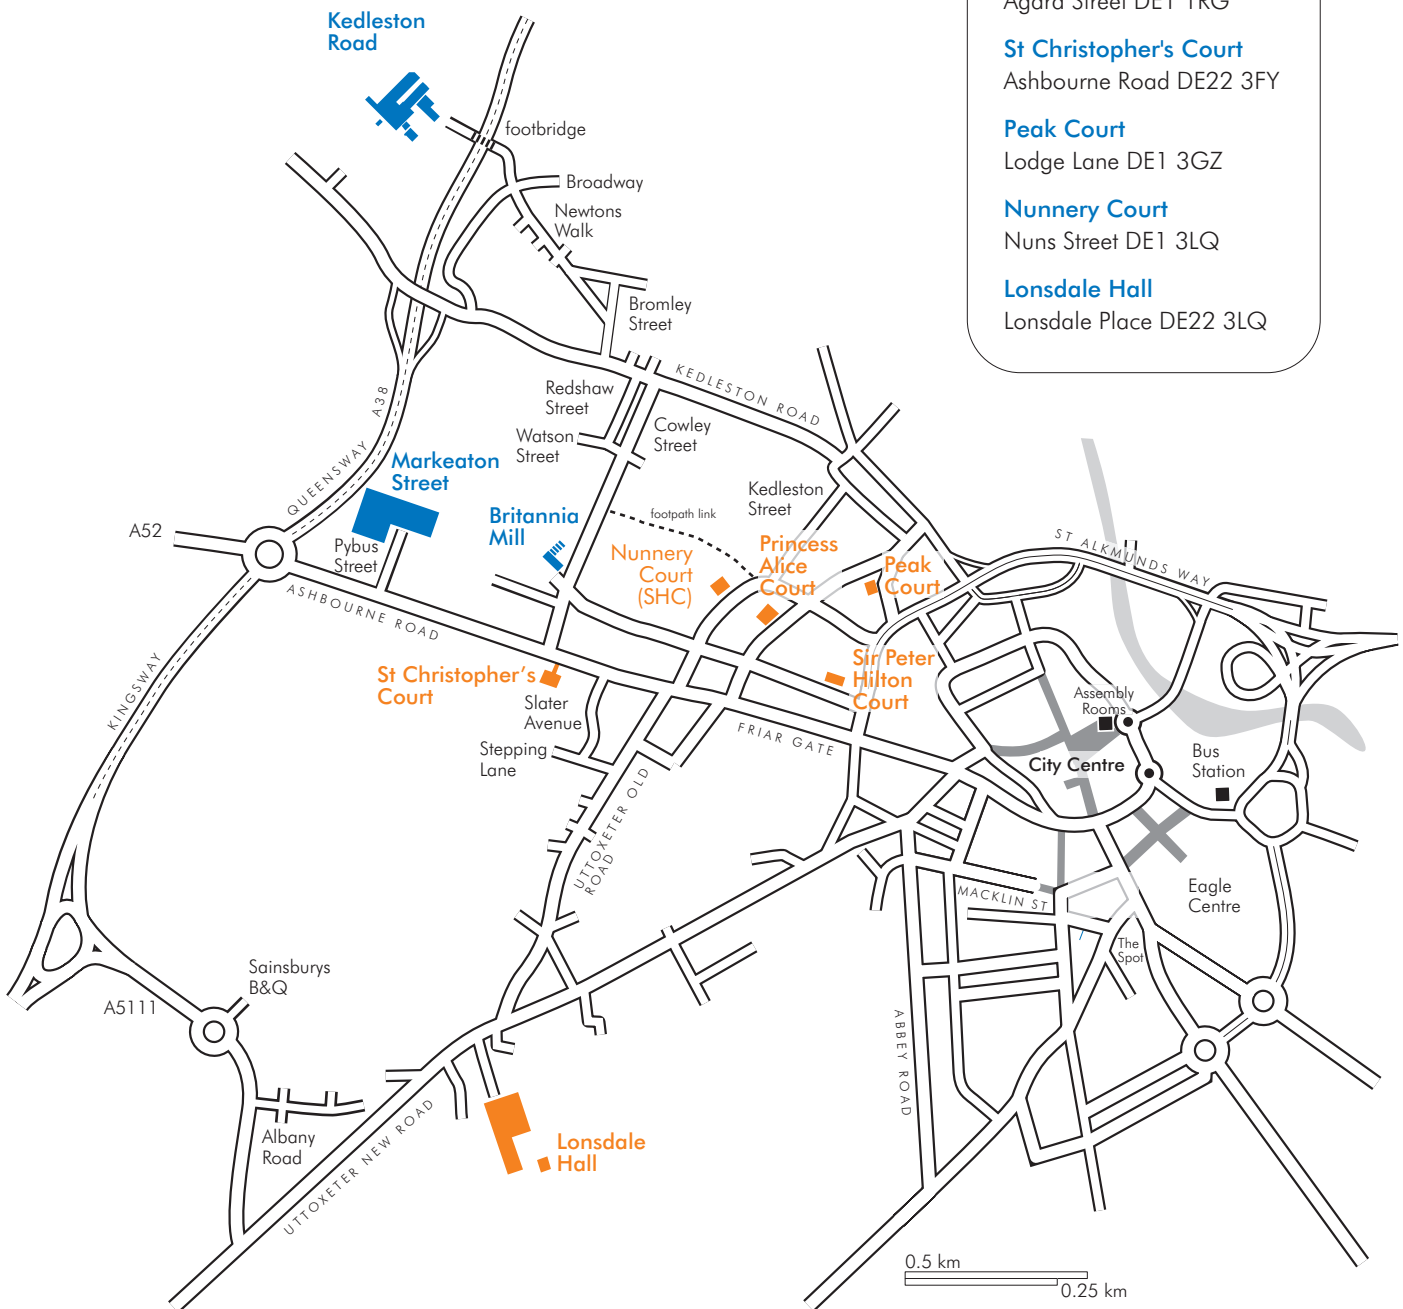 Kedleston
Road
Agard Street DE1 1RG
St Christopher's Court
Ashbourne Road DE22 3FY
Peak Court
Lodge Lane DE1 3GZ
Nunnery Court
Nuns Street DE1 3LQ
Lonsdale Hall
Lonsdale Place DE22 3LQ
footbridge
Broadway
Newtons
Walk
Bromley
Street
KEDLESTON ROAD
Redshaw
Street
Cowley
Street
Watson
Street
QUEENSWAY A38
Markeaton
Street
Britannia
Mill
Kedleston
Street
footpath link
A52
Pybus
Street
Nunnery
Court
(SHC)
Princess
Alice
Court
Peak
Court
ST ALKMUNDS WAY
ASHBOURNE ROAD
KINGSWAY
St Christopher's
Court
Sir Peter
Hilton
Court
Slater
Avenue
Stepping
Lane
FRIAR GATE
Assembly
Rooms
City Centre
Bus
Station
UTTOXETER OLD
ROAD
MACKLIN ST
Eagle
Centre
The
Spot
Sainsburys
B&Q
A5111
ABBEY ROAD
Albany
Road
UTTOXETER NEW ROAD
Lonsdale
Hall
0.5 km
0.25 km